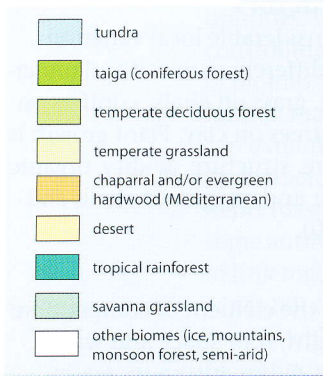 tundra
taiga (coniferous forest)
temperate deciduous forest
temperate grassland
chaparral and/or evergreen
hardwood (Mediterranean)
desert
tropical rainforest
savanna grassland
other biomes (ice, mountains,
monsoon forest, semi-arid)